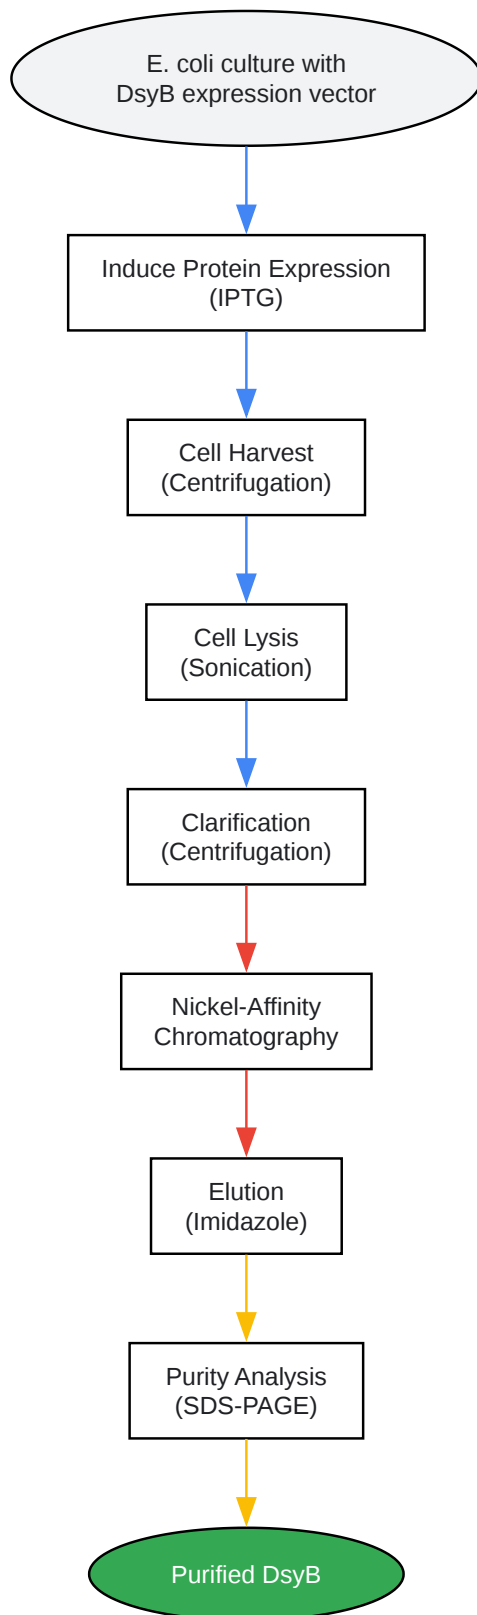 E. coli culture with
DsyB expression vector
Induce Protein Expression
(IPTG)
Cell Harvest
(Centrifugation)
Cell Lysis
(Sonication)
Clarification
(Centrifugation)
Nickel-Affinity
Chromatography
Elution
(Imidazole)
Purity Analysis
(SDS-PAGE)
Purified DsyB